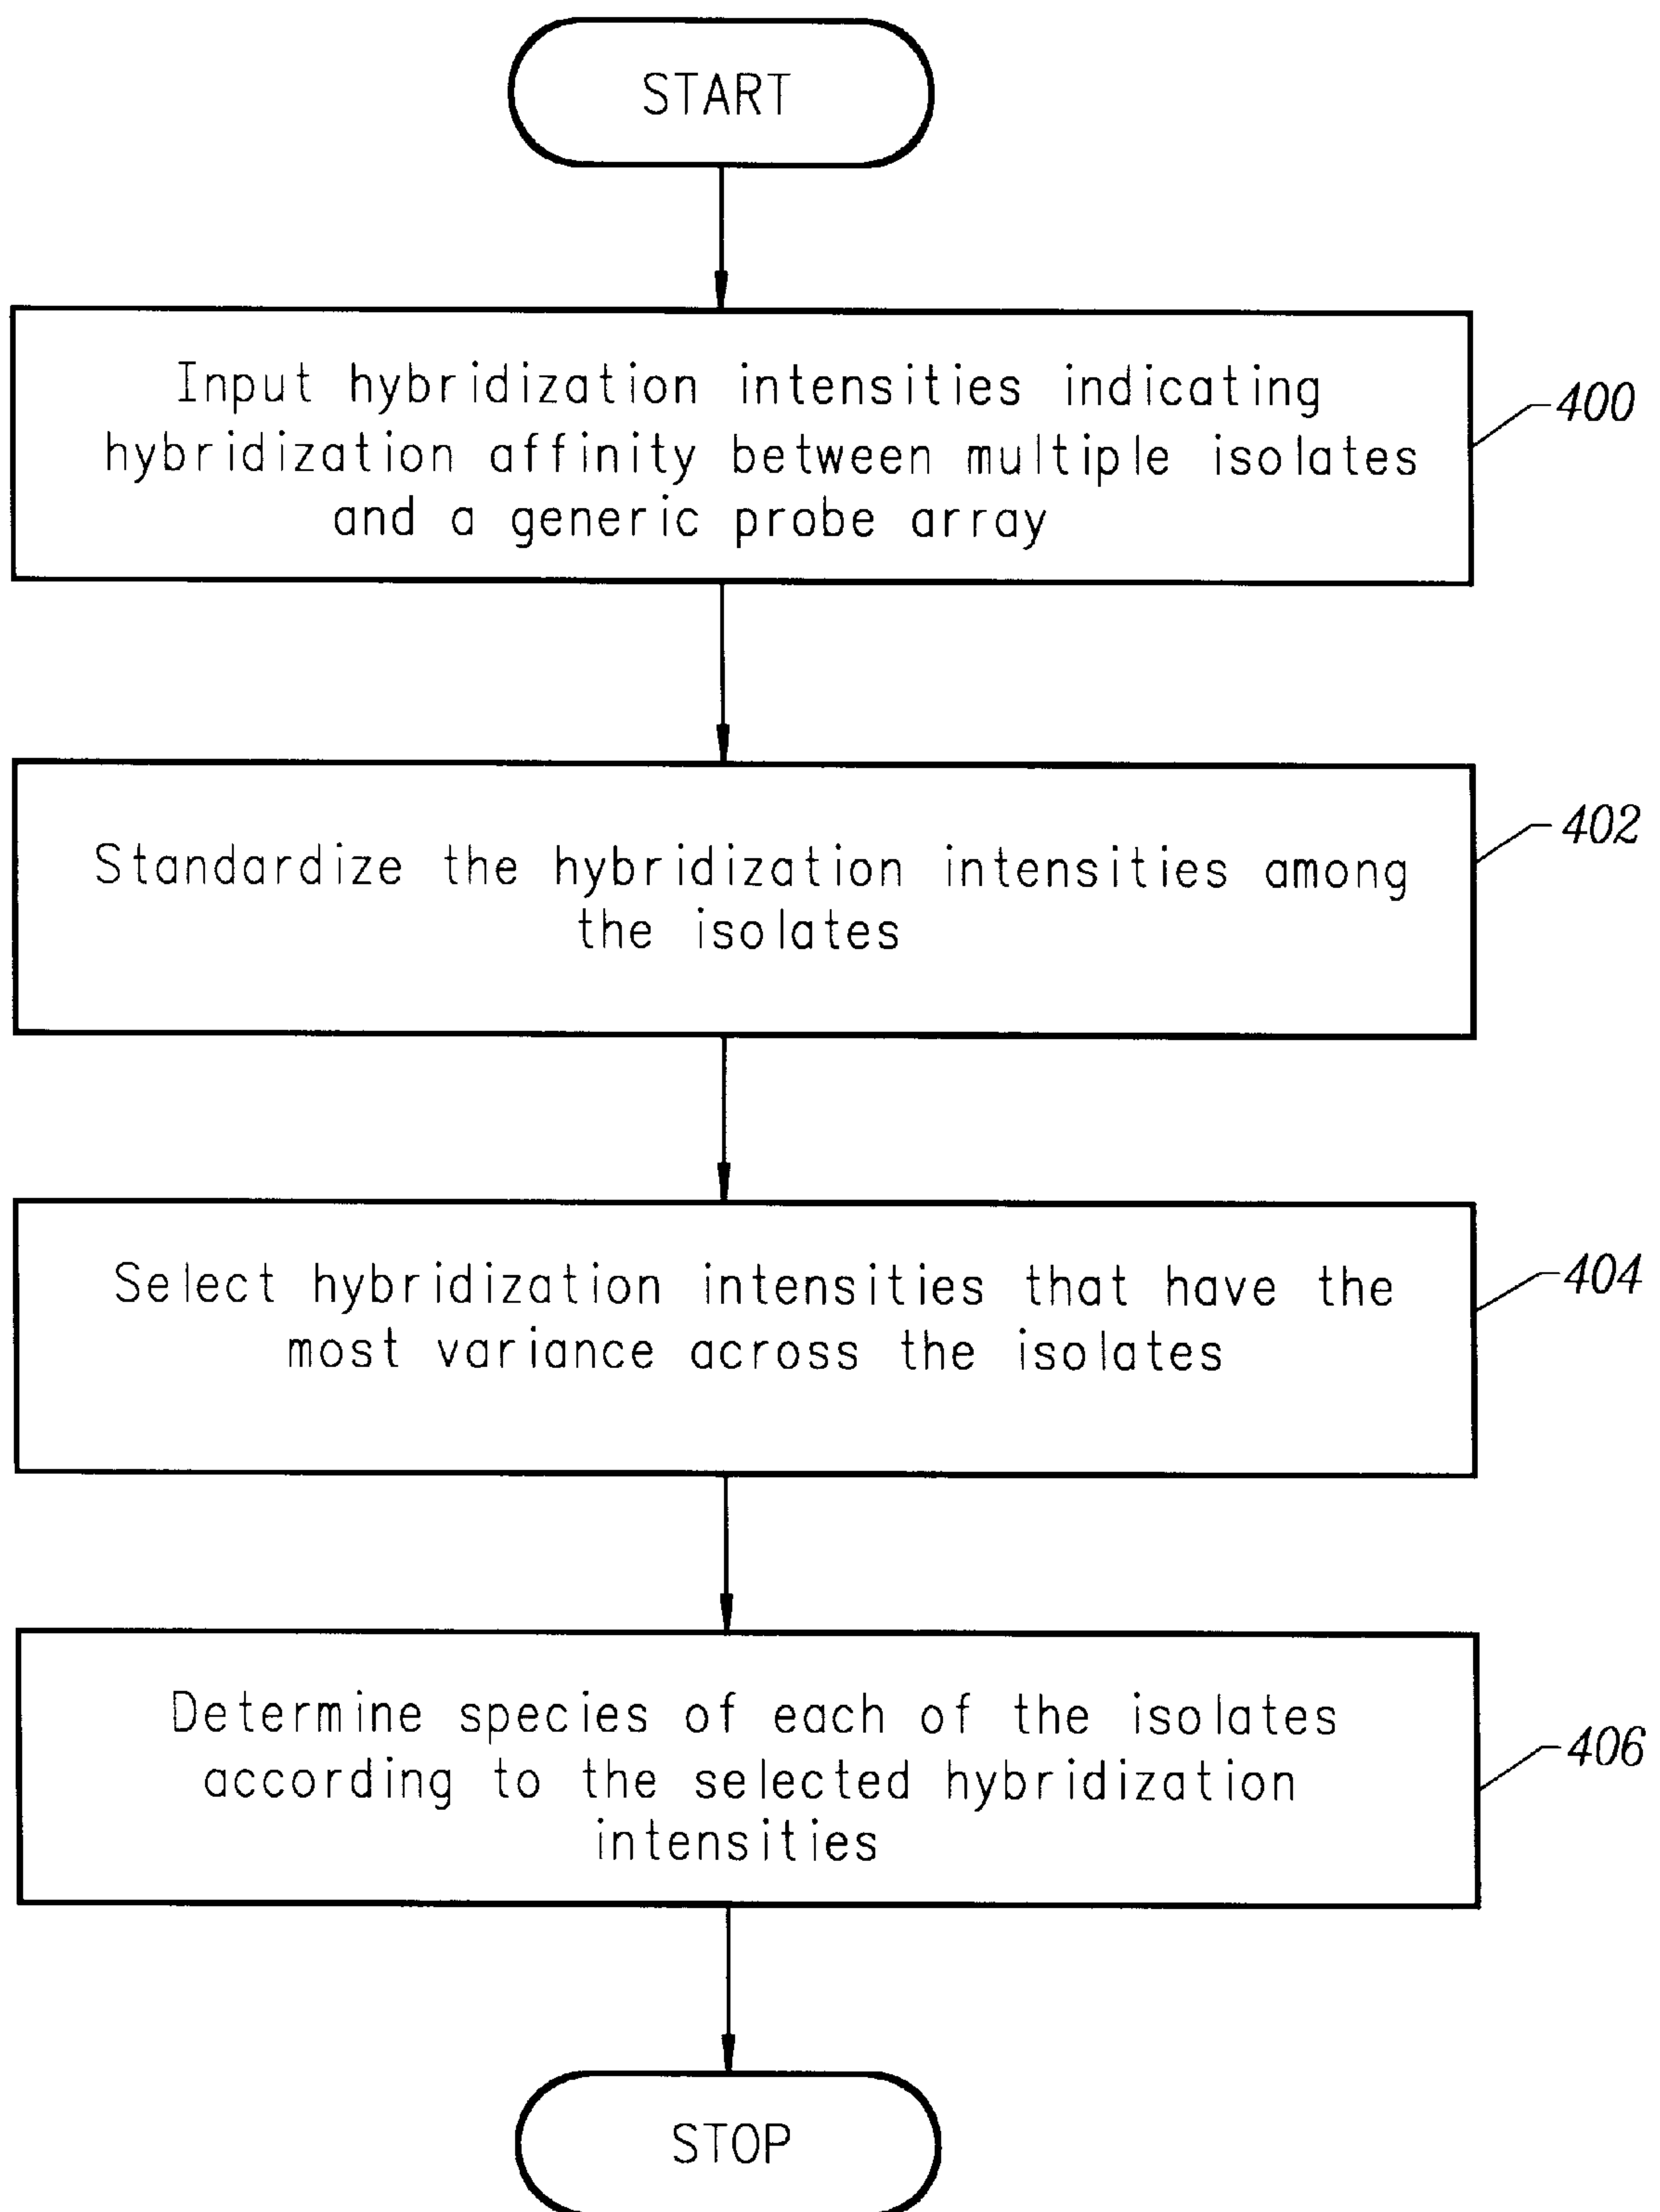 START
Input hybridization intensities indicating
hybridization affinity between multiple isolates
and a generic probe array
400
Standardize the hybridization intensities among
the isolates
402
Select hybridization intensities that have the
most variance across the isolates
404
Determine species of each of the isolates
according to the selected hybridization
intensities
406
STOP